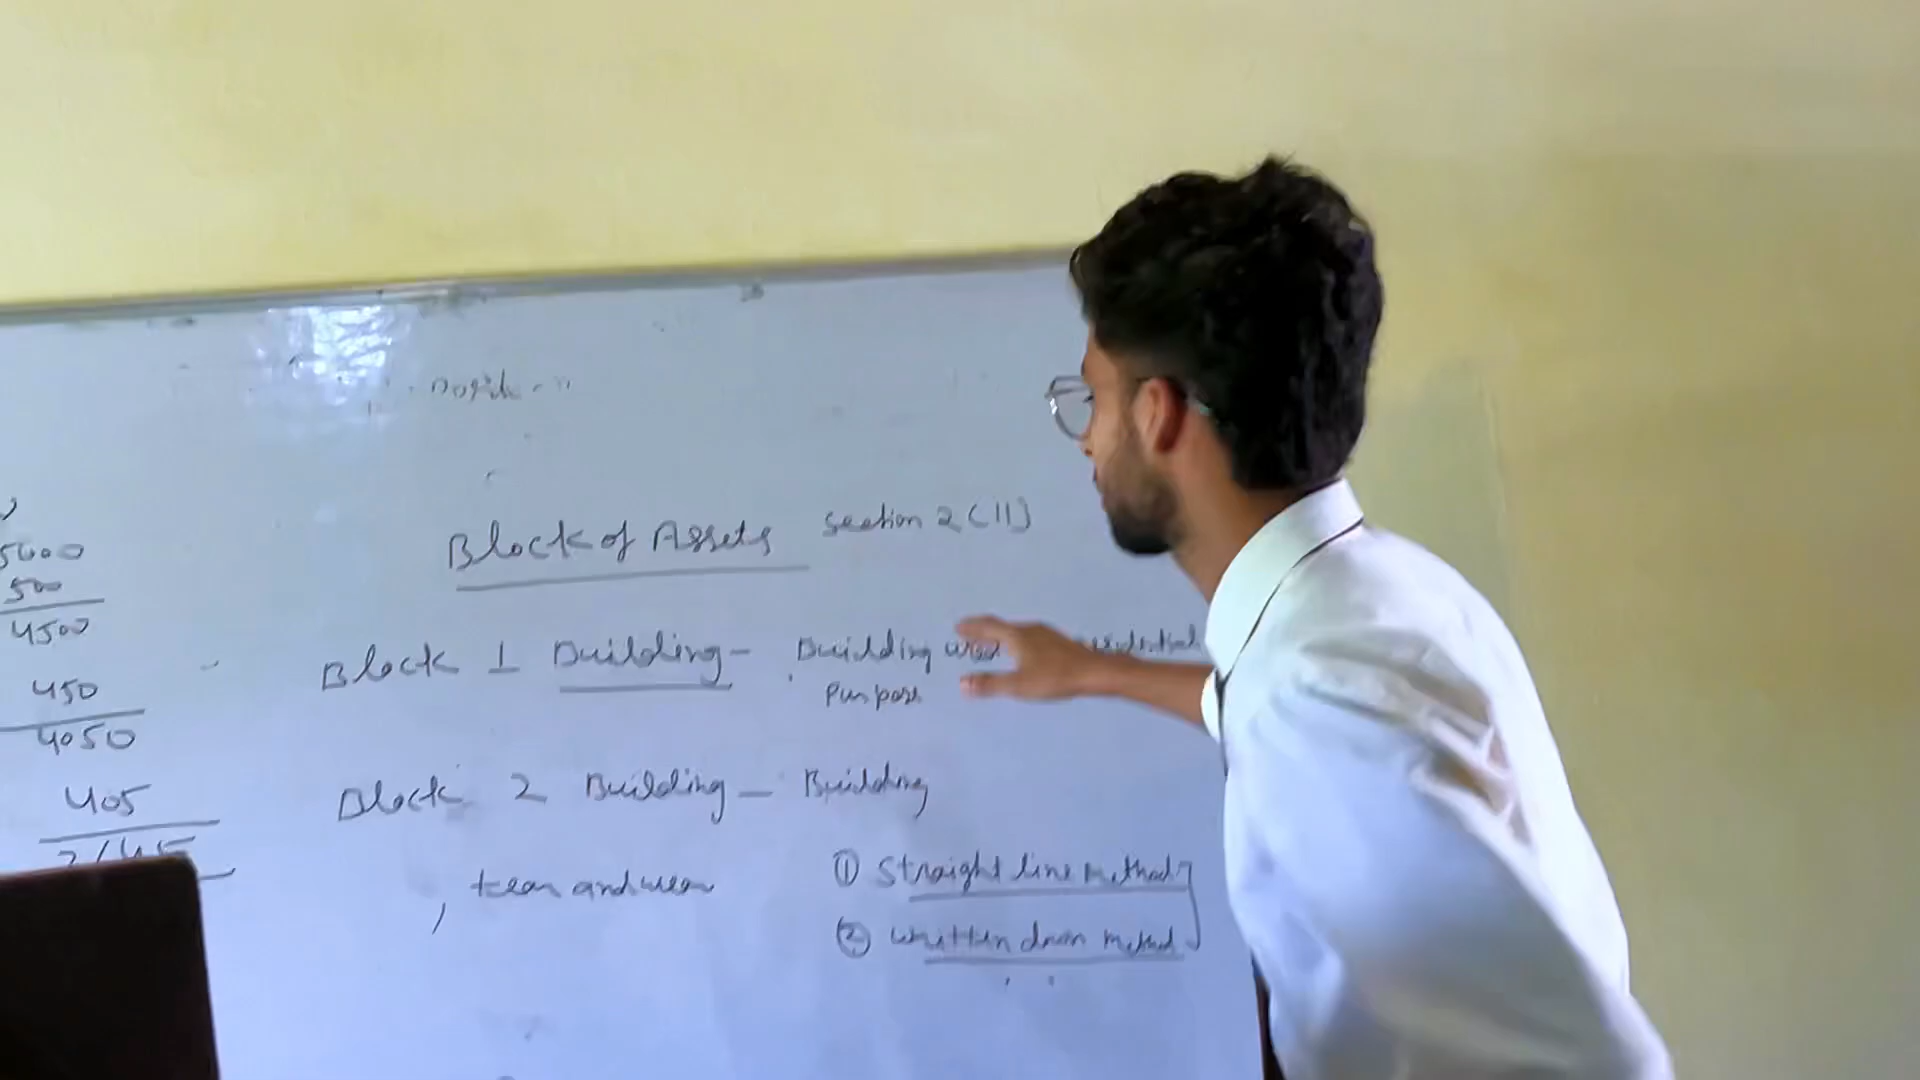 5000
500
4500
450
4050
405
Block of Assets section 2(11)
Block 1 Building - Building used residential
purpose
Block 2 Building - Building
tear and wear
① Straight line method
② Written down method